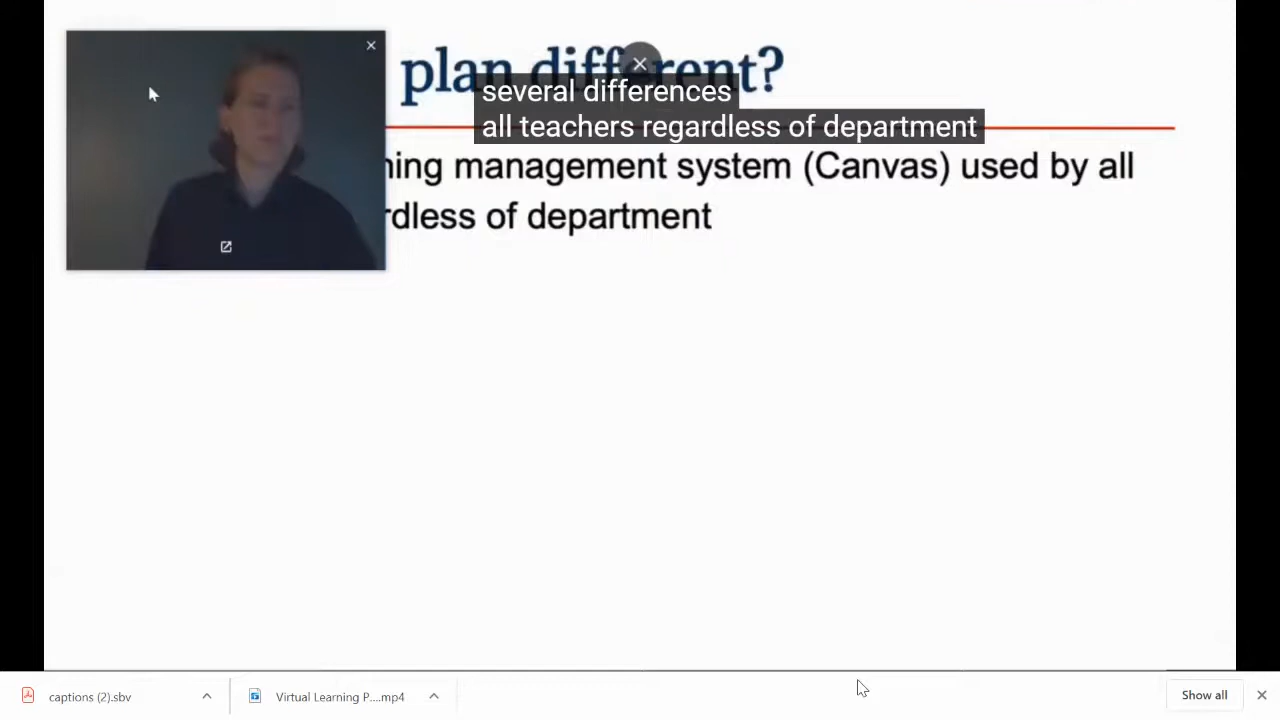 plan different?
several differences
all teachers regardless of department
ning management system (Canvas) used by all
rdless of department
captions (2).sbv
Virtual Learning P....mp4
Show all